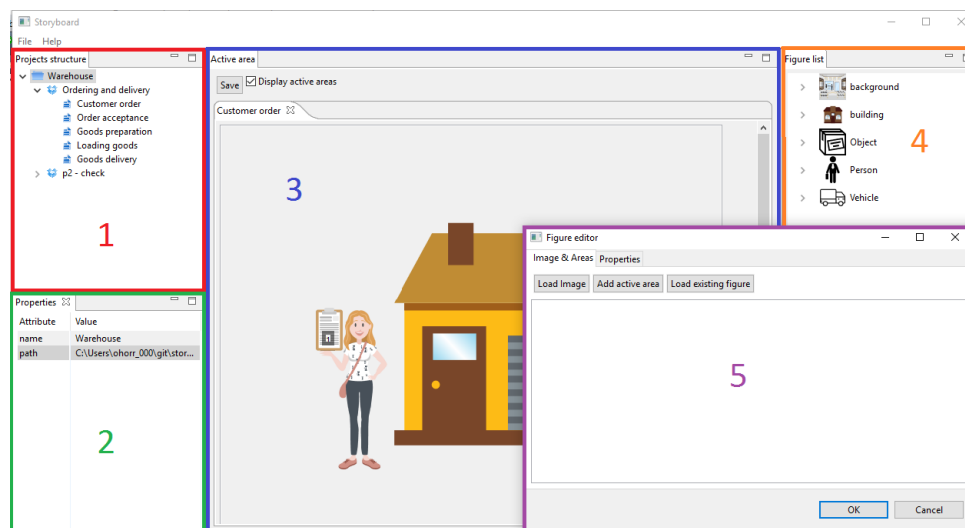 Storyboard
File Help
Projects structure
Warehouse
Ordering and delivery
Customer order
Order acceptance
Goods preparation
Loading goods
Goods delivery
p2 - check
1
Properties
Attribute Value
name Warehouse
path C:\Users\ohorr_000\git\stor...
2
Active area
Save Display active areas
Customer order
3
1
Figure list
background
building
Object
Person
Vehicle
4
Figure editor
Image & Areas Properties
Load Image Add active area Load existing figure
5
OK Cancel